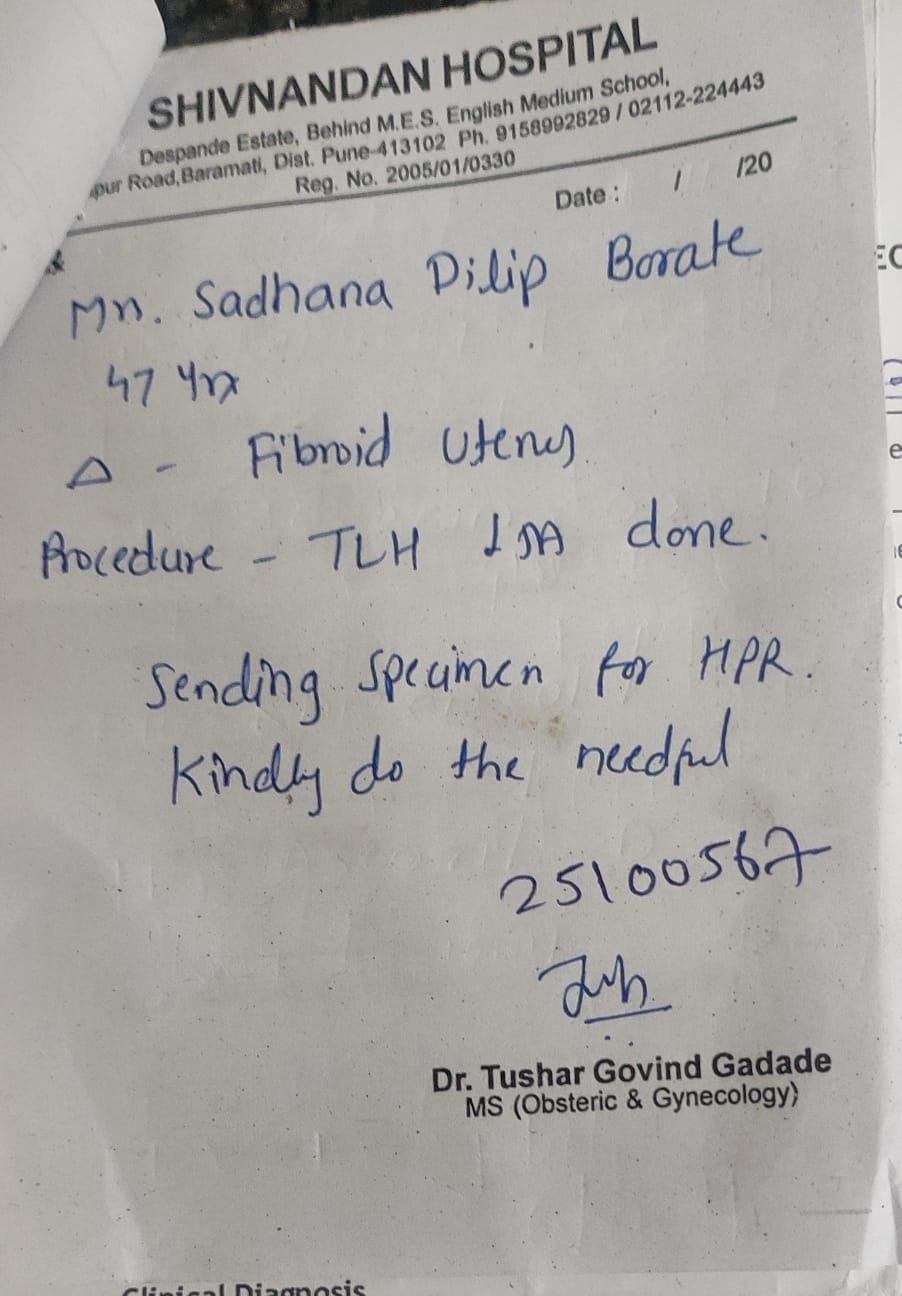 SHIVNANDAN HOSPITAL
Despande Estate, Behind M.E.S. English Medium School,
pur Road,Baramati, Dist. Pune-413102 Ph. 9158992829 / 02112-224443
Reg. No. 2005/01/0330
Date : / /20
Mrs. Sadhana Dilip Borate
47 yrs
Δ - Fibroid Uterus
Procedure - TLH done.
Sending specimen for HPR.
Kindly do the needful
25100567
Dr. Tushar Govind Gadade
MS (Obsteric & Gynecology)
Clinical Diagnosis